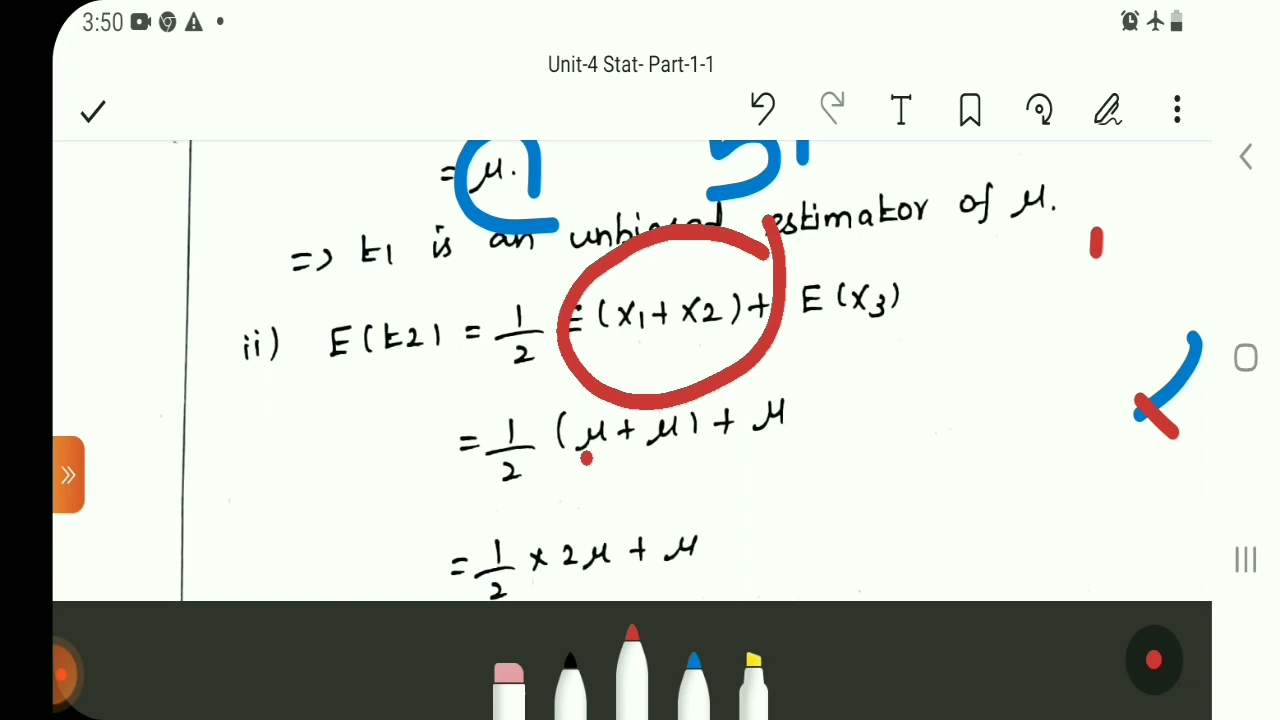 3:50
Unit-4 Stat- Part-1-1
T
= μ.
=> t1 is an unbiased estimator of μ.
ii) E(t2) = 1/2 E(X1+X2)+ E(X3)
= 1/2 (μ+μ)+μ
= 1/2 × 2μ + μ